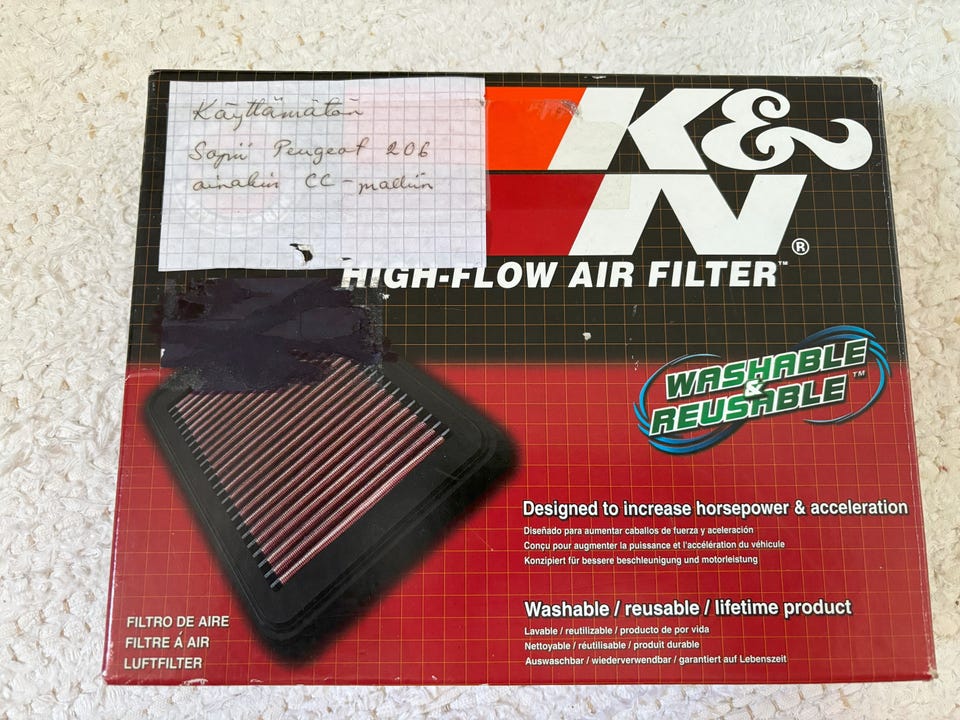 Käyttämätön
Sopii Peugeot 206
ainakin CC-malliin
K&N®
HIGH-FLOW AIR FILTER™
WASHABLE
&
REUSABLE™
Designed to increase horsepower & acceleration
Diseñado para aumentar caballos de fuerza y aceleración
Conçu pour augmenter la puissance et l'accélération du véhicule
Konzipiert für bessere beschleunigung und motorleistung
Washable / reusable / lifetime product
Lavable / reutilizable / producto de por vida
Nettoyable / réutilisable / produit durable
Auswaschbar / wiederverwendbar / garantiert auf Lebenszeit
FILTRO DE AIRE
FILTRE Á AIR
LUFTFILTER